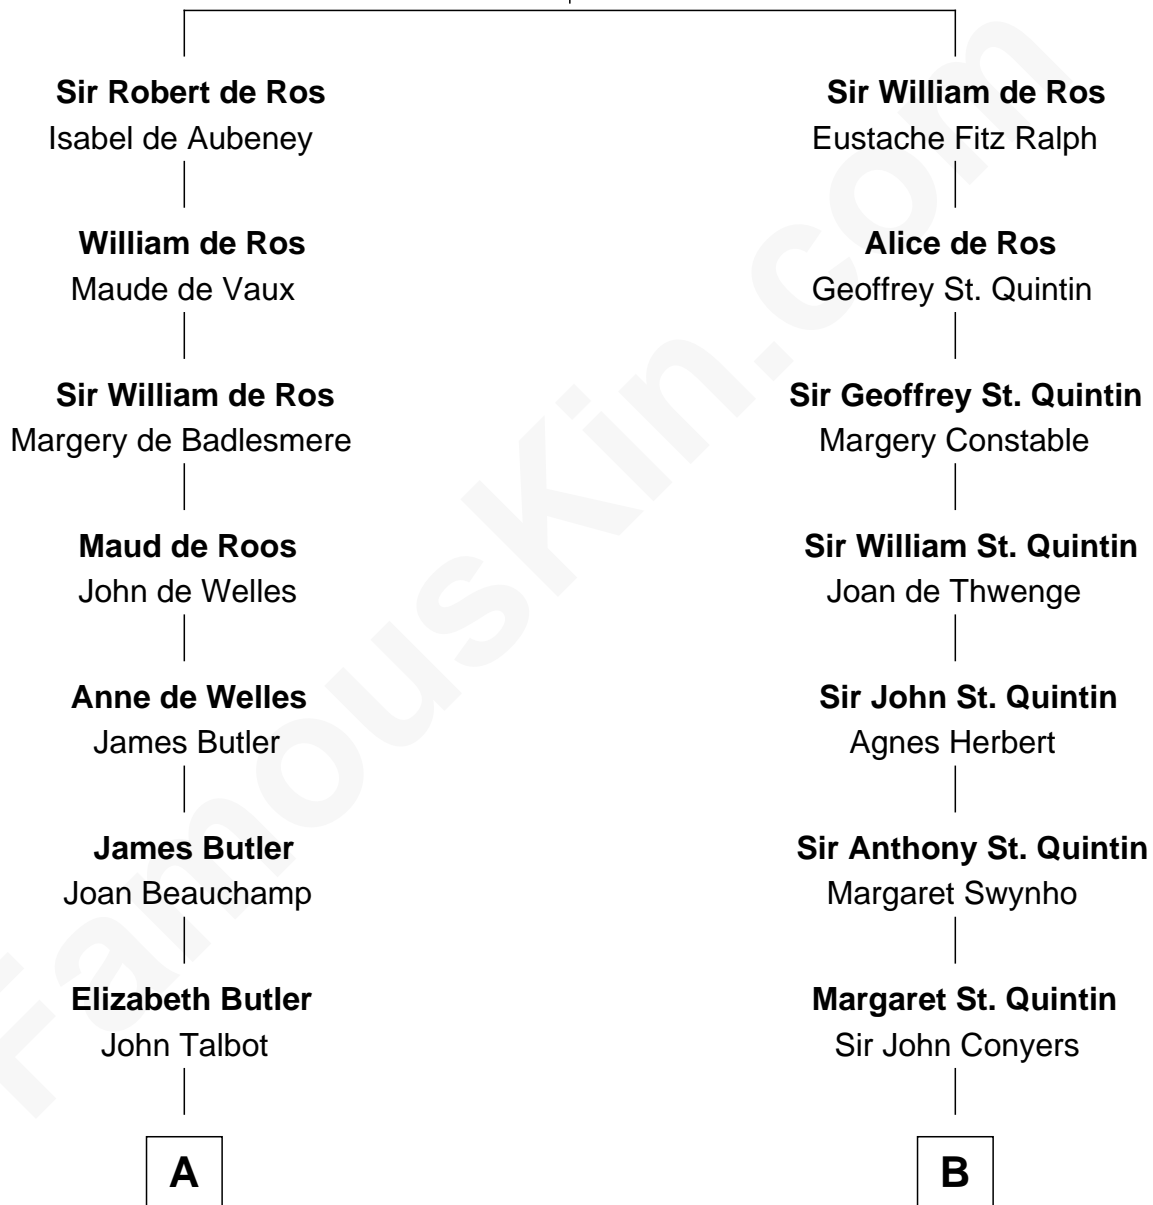 Sir Robert de Ros
Isabel de Aubeney
William de Ros
Maude de Vaux
Sir William de Ros
Margery de Badlesmere
Maud de Roos
John de Welles
Anne de Welles
James Butler
James Butler
Joan Beauchamp
Elizabeth Butler
John Talbot
A
Sir William de Ros
Eustache Fitz Ralph
Alice de Ros
Geoffrey St. Quintin
Sir Geoffrey St. Quintin
Margery Constable
Sir William St. Quintin
Joan de Thwenge
Sir John St. Quintin
Agnes Herbert
Sir Anthony St. Quintin
Margaret Swynho
Margaret St. Quintin
Sir John Conyers
B
FamousKin.com